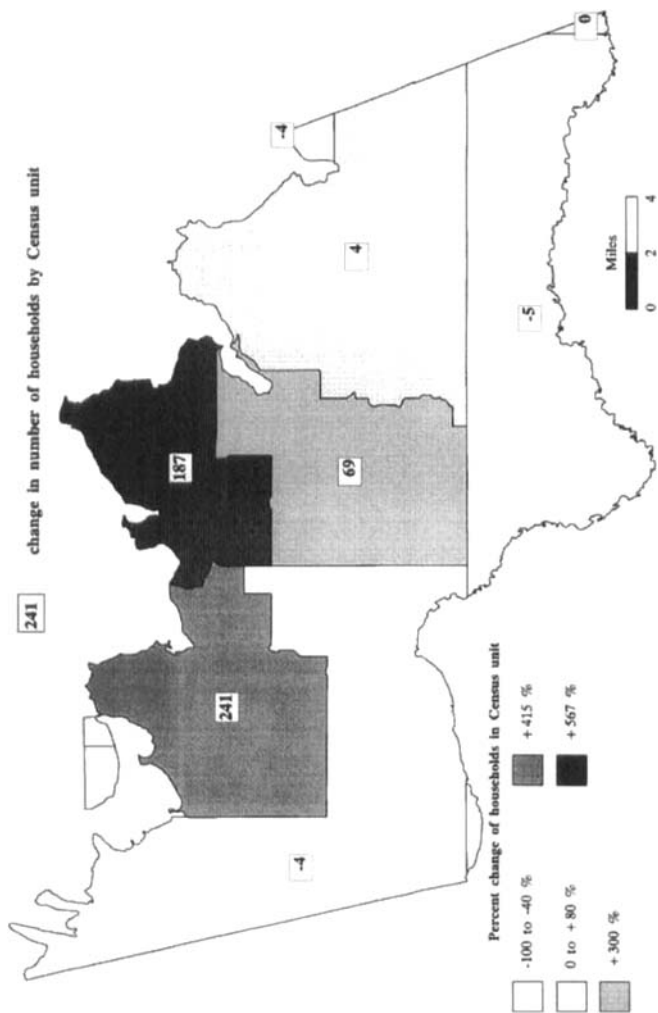 241 change in number of households by Census unit
-4
241
187
69
4
-4
-5
0
Percent change of households in Census unit
-100 to -40 %
0 to +80 %
+300 %
+415 %
+567 %
Miles
0 2 4